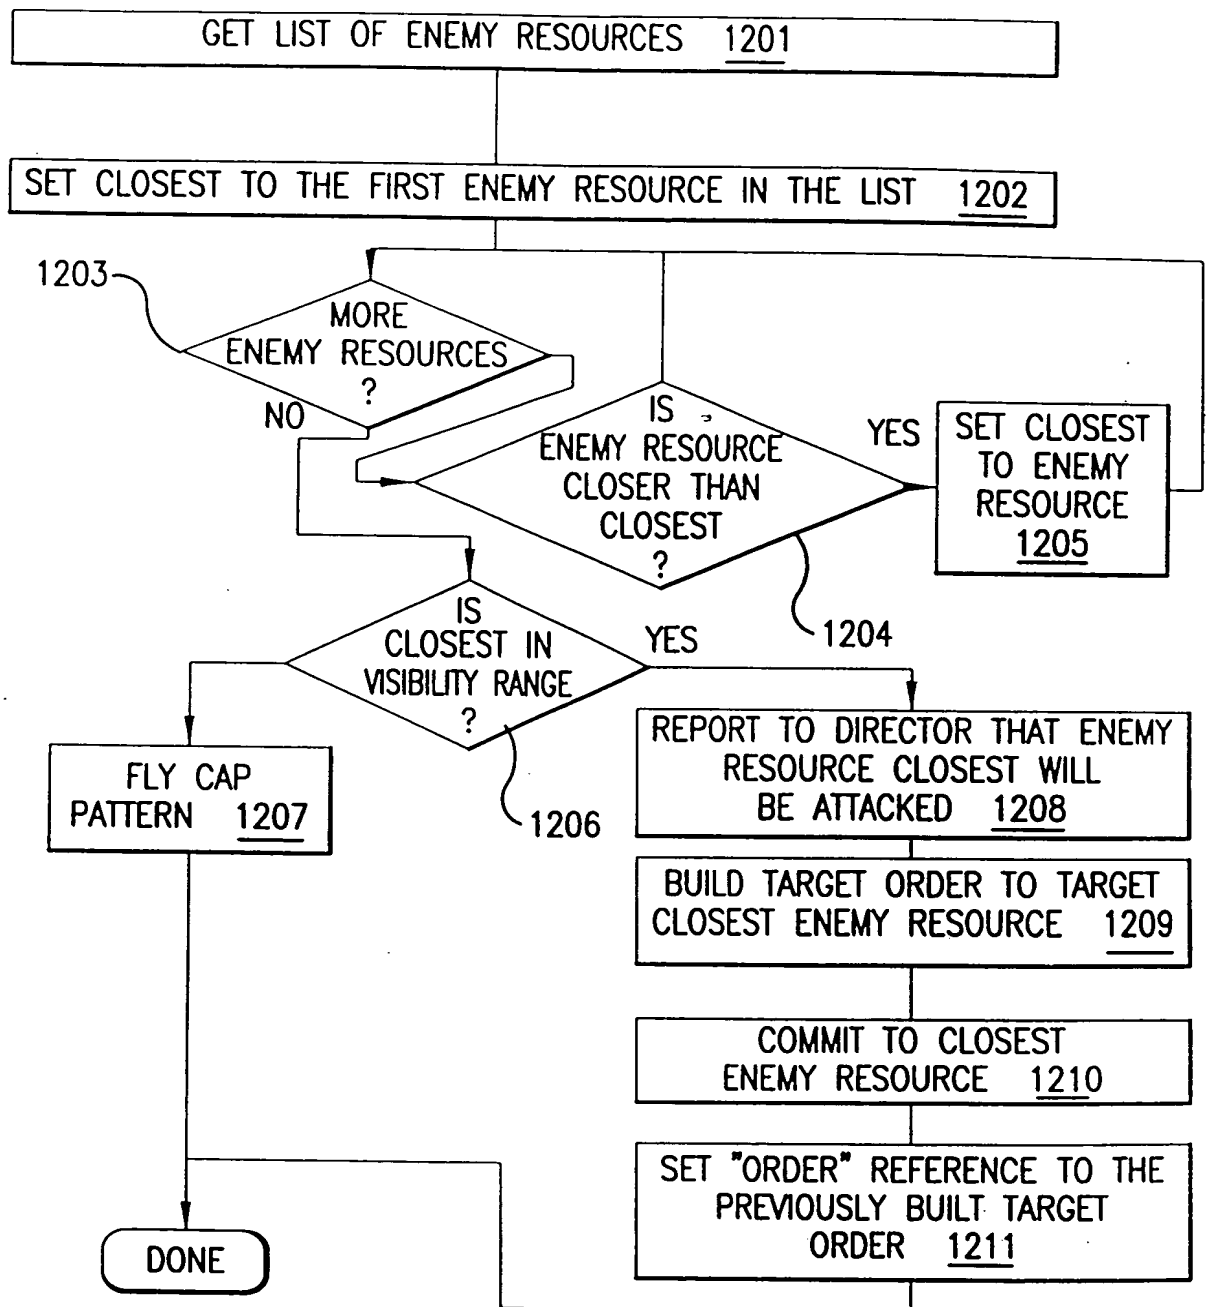 GET LIST OF ENEMY RESOURCES 1201
SET CLOSEST TO THE FIRST ENEMY RESOURCE IN THE LIST 1202
1203
MORE
ENEMY RESOURCES
?
NO
IS
ENEMY RESOURCE
CLOSER THAN
CLOSEST
?
YES
SET CLOSEST
TO ENEMY
RESOURCE
1205
1204
IS
CLOSEST IN
VISIBILITY RANGE
?
YES
1206
FLY CAP
PATTERN 1207
REPORT TO DIRECTOR THAT ENEMY
RESOURCE CLOSEST WILL
BE ATTACKED 1208
BUILD TARGET ORDER TO TARGET
CLOSEST ENEMY RESOURCE 1209
COMMIT TO CLOSEST
ENEMY RESOURCE 1210
SET "ORDER" REFERENCE TO THE
PREVIOUSLY BUILT TARGET
ORDER 1211
DONE